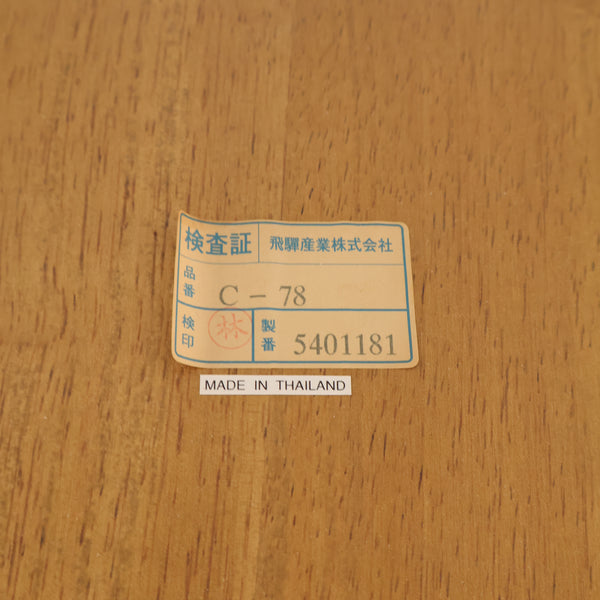 検査証 飛驒産業株式会社
品番 C-78
検印 林 製番 5401181
MADE IN THAILAND